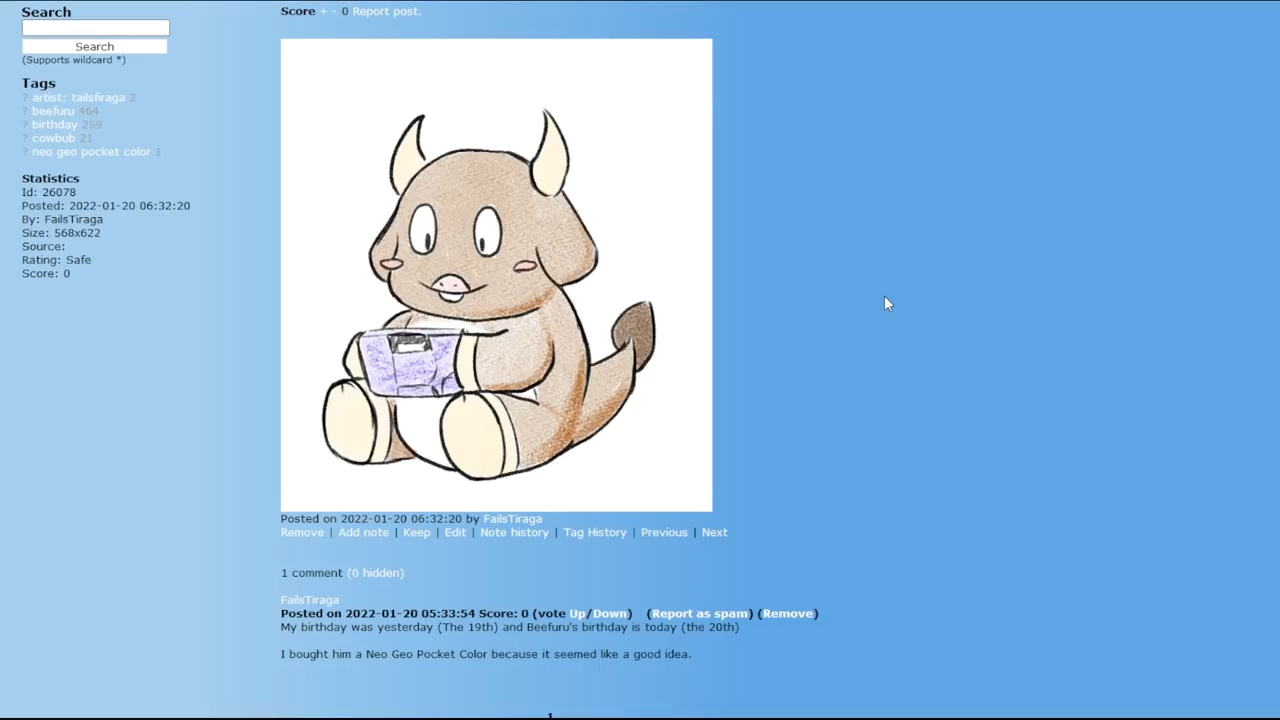 Search
Search
(Supports wildcard *)
Tags
? artist: tailsfiraga 2
? beefuru 464
? birthday 259
? cowbub 21
? neo geo pocket color 1
Statistics
Id: 26078
Posted: 2022-01-20 06:32:20
By: FailsTiraga
Size: 568x622
Source:
Rating: Safe
Score: 0
Score + - 0 Report post.
Posted on 2022-01-20 06:32:20 by FailsTiraga
Remove | Add note | Keep | Edit | Note history | Tag History | Previous | Next
1 comment (0 hidden)
FailsTiraga
Posted on 2022-01-20 05:33:54 Score: 0 (vote Up/Down) (Report as spam) (Remove)
My birthday was yesterday (The 19th) and Beefuru's birthday is today (the 20th)
I bought him a Neo Geo Pocket Color because it seemed like a good idea.
1